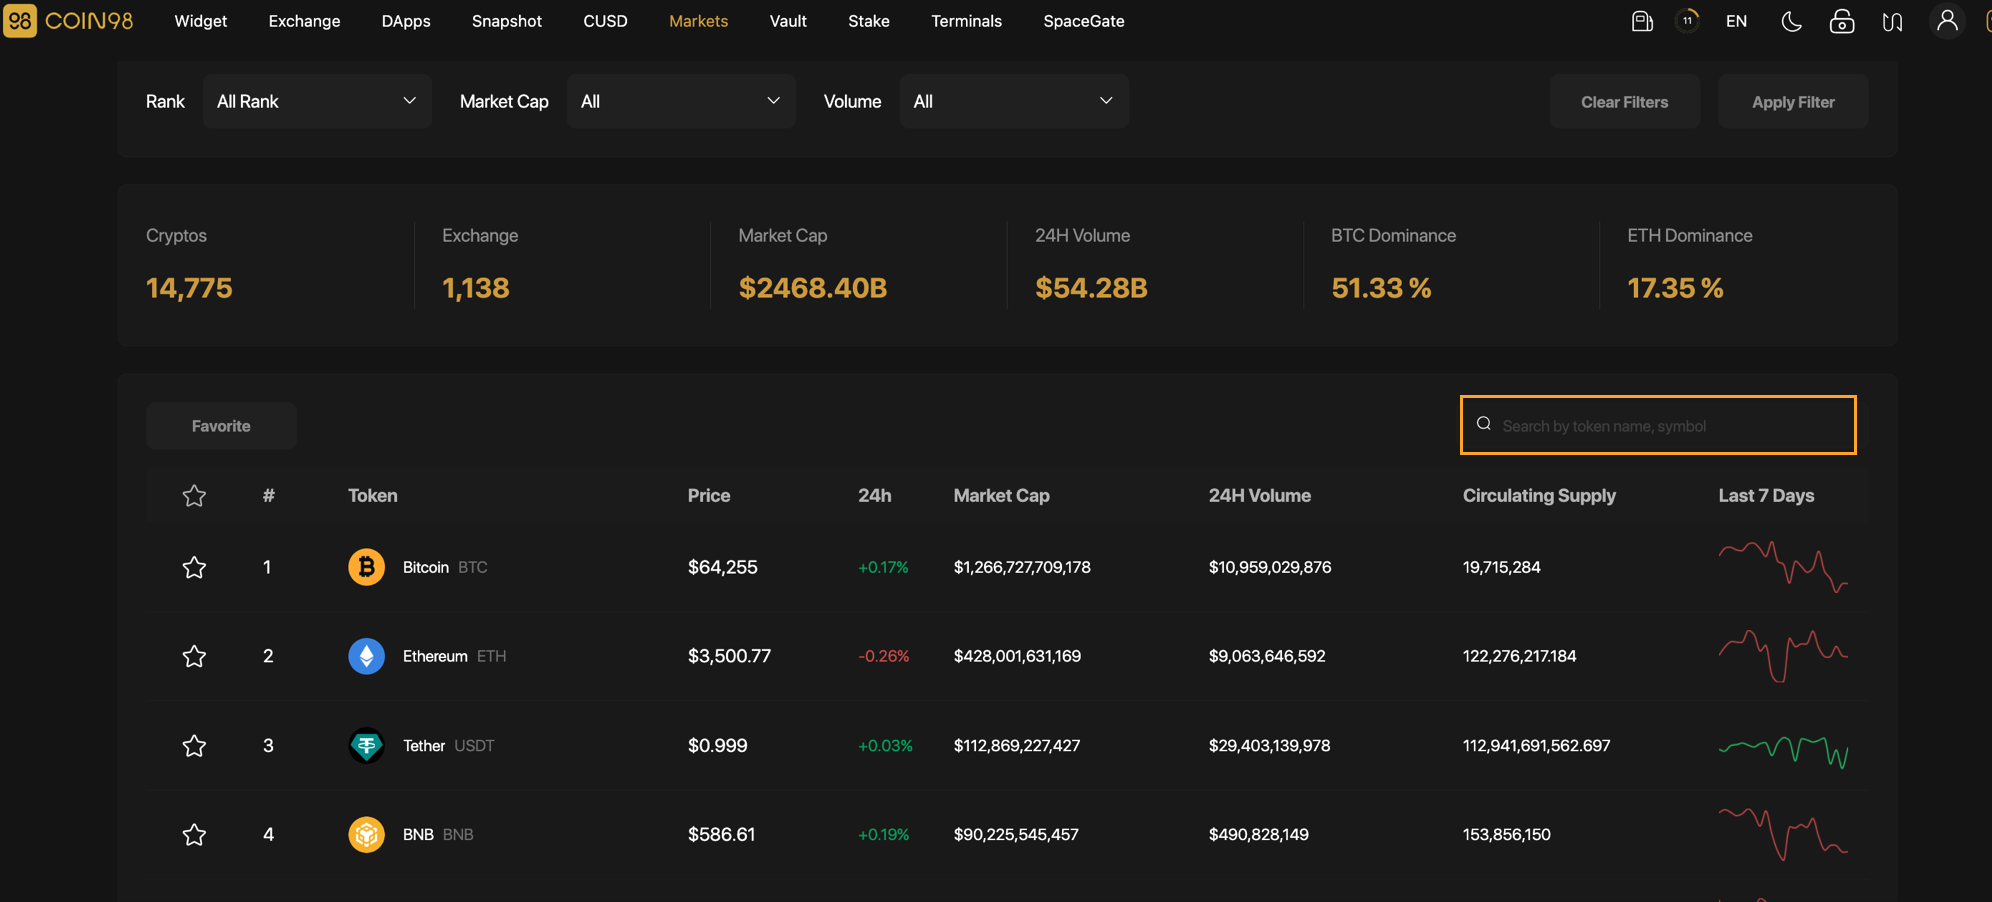 98 COIN98 Widget Exchange DApps Snapshot CUSD Markets Vault Stake Terminals SpaceGate 11 EN
Rank All Rank Market Cap All Volume All Clear Filters Apply Filter
Cryptos Exchange Market Cap 24H Volume BTC Dominance ETH Dominance
14,775 1,138 $2468.40B $54.28B 51.33 % 17.35 %
Favorite Search by token name, symbol
# Token Price 24h Market Cap 24H Volume Circulating Supply Last 7 Days
1 Bitcoin BTC $64,255 +0.17% $1,266,727,709,178 $10,959,029,876 19,715,284
2 Ethereum ETH $3,500.77 -0.26% $428,001,631,169 $9,063,646,592 122,276,217.184
3 Tether USDT $0.999 +0.03% $112,869,227,427 $29,403,139,978 112,941,691,562.697
4 BNB BNB $586.61 +0.19% $90,225,545,457 $490,828,149 153,856,150